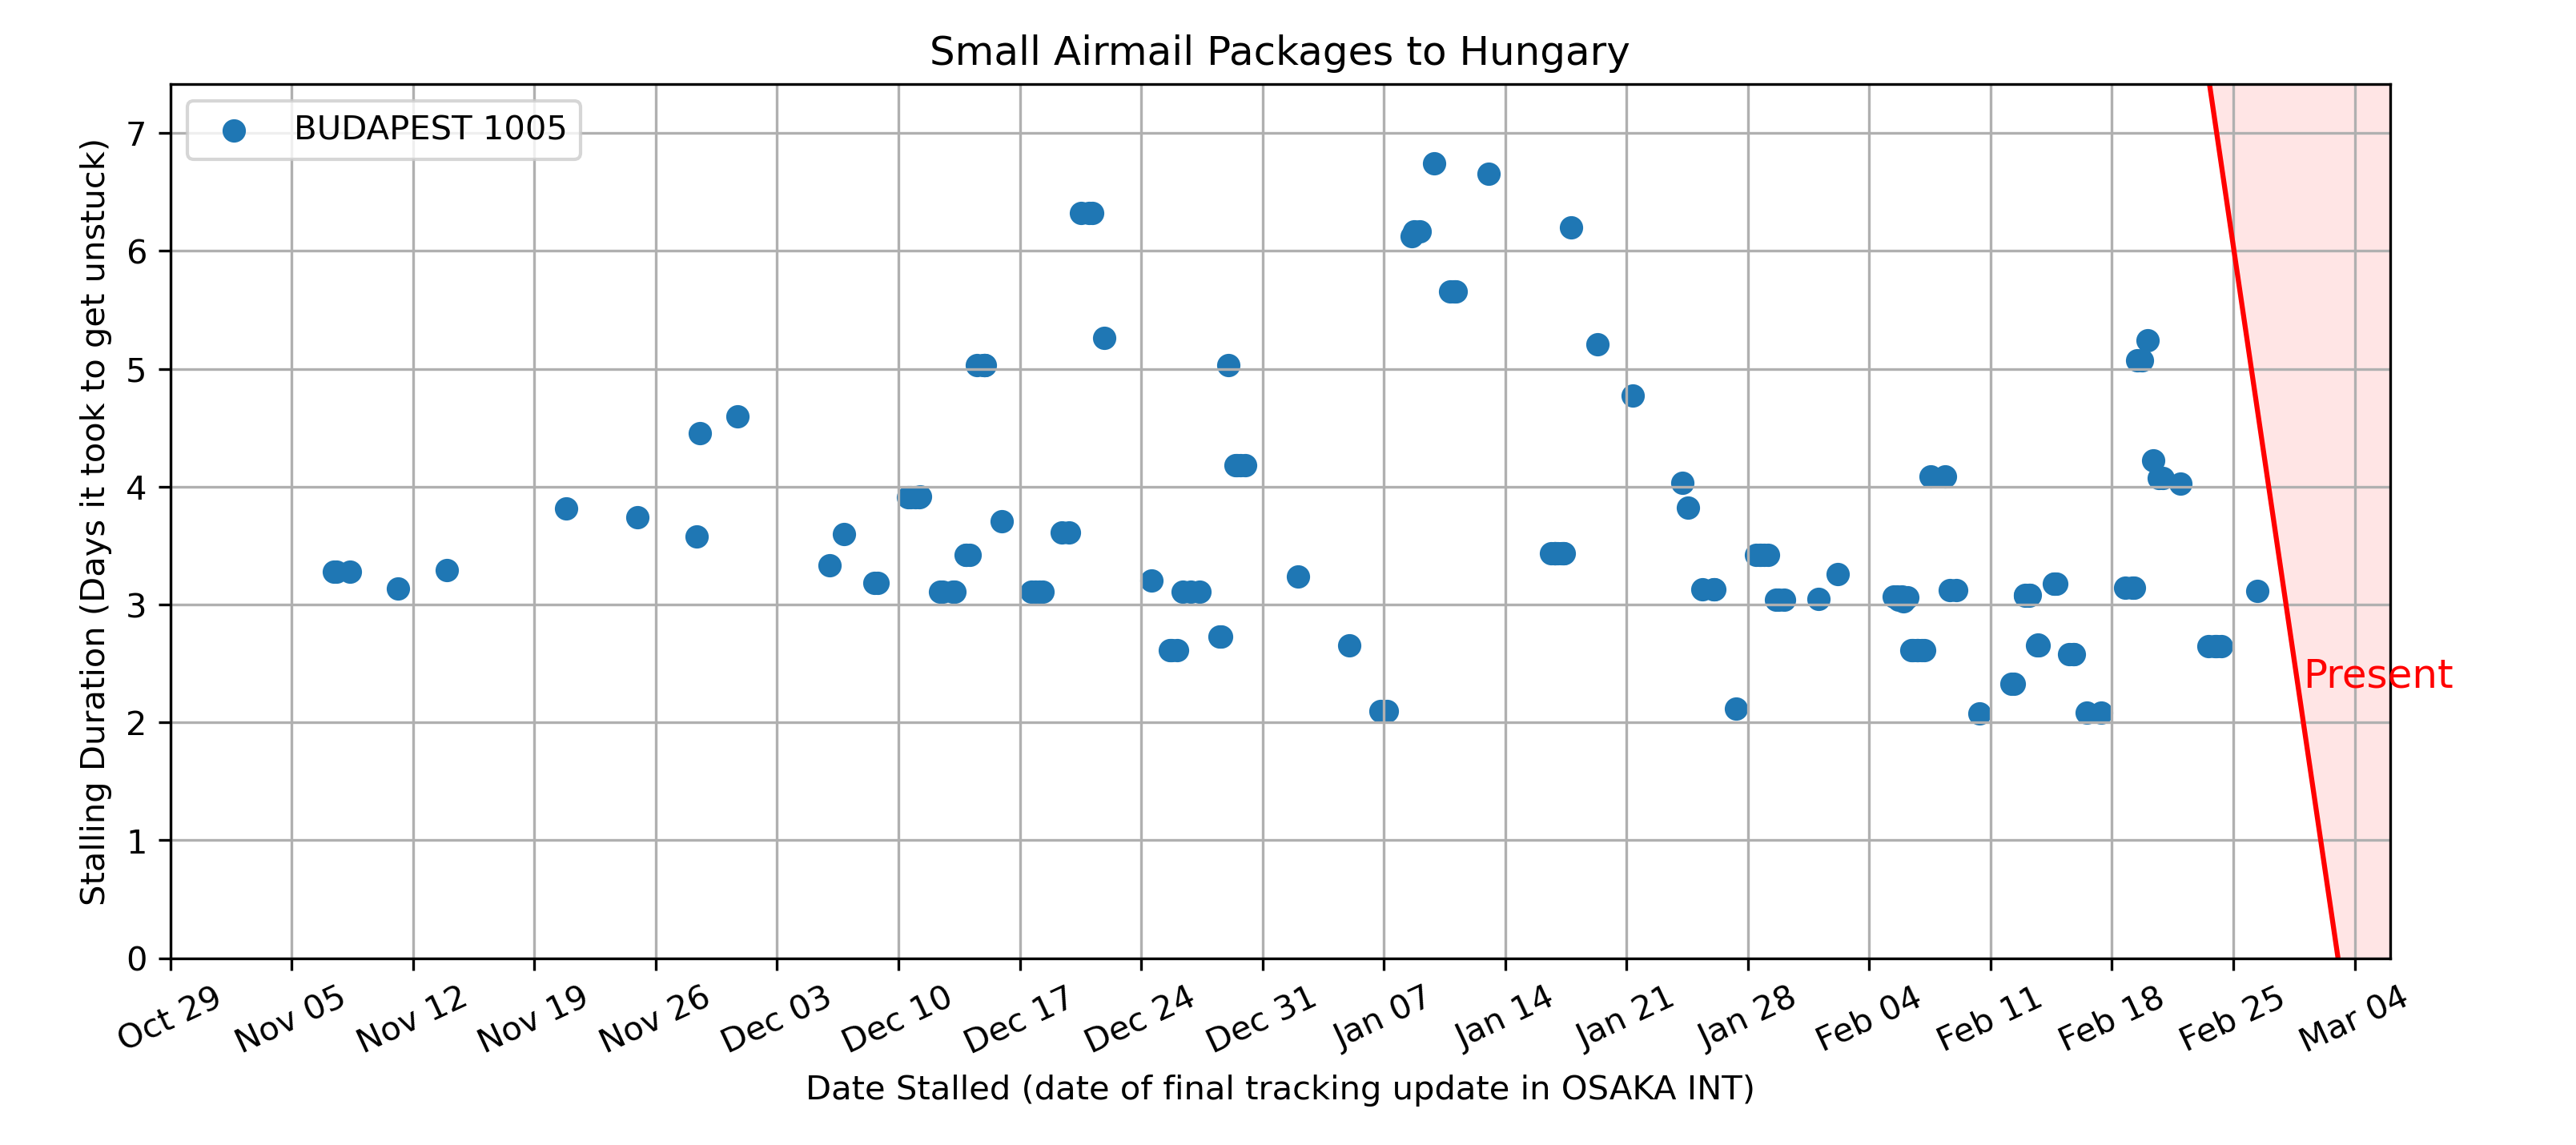 Small Airmail Packages to Hungary
BUDAPEST 1005
Stalling Duration (Days it took to get unstuck)
7
6
5
4
3
2
1
0
Present
Oct 29
Nov 05
Nov 12
Nov 19
Nov 26
Dec 03
Dec 10
Dec 17
Dec 24
Dec 31
Jan 07
Jan 14
Jan 21
Jan 28
Feb 04
Feb 11
Feb 18
Feb 25
Mar 04
Date Stalled (date of final tracking update in OSAKA INT)